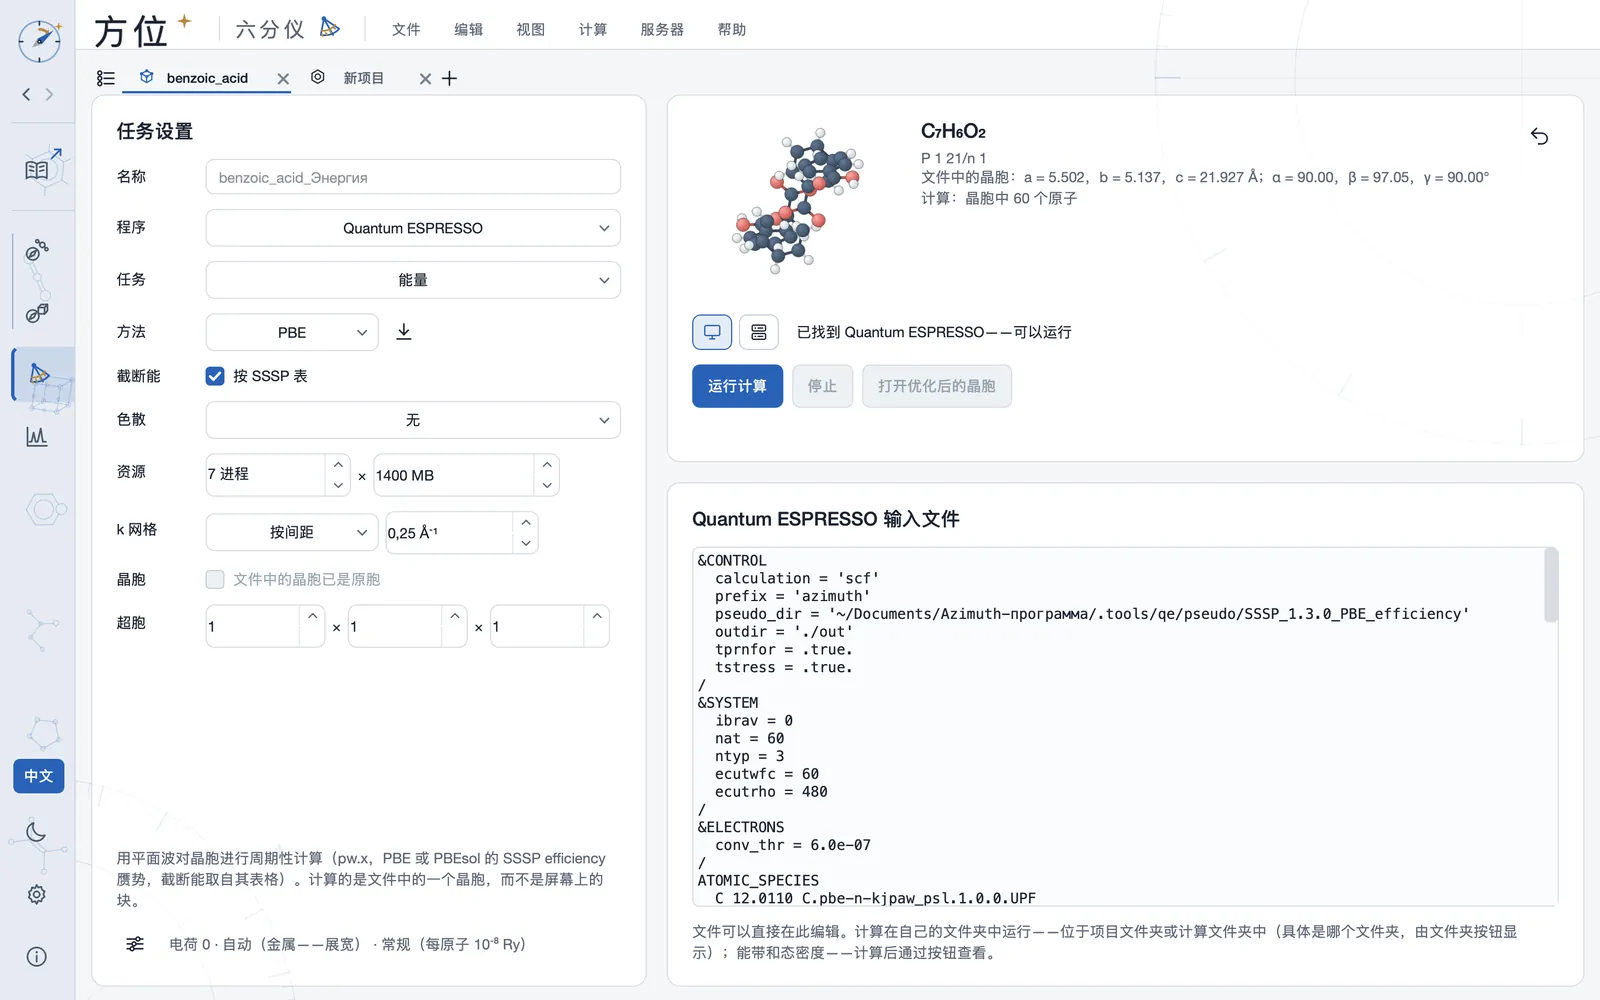 方位
六分仪
文件
编辑
视图
计算
服务器
帮助
benzoic_acid
新项目
任务设置
名称
benzoic_acid_Энергия
程序
Quantum ESPRESSO
任务
能量
方法
PBE
截断能
按 SSSP 表
色散
无
资源
7 进程
×
1400 MB
k 网格
按间距
0,25 Å⁻¹
晶胞
文件中的晶胞已是原胞
超胞
1 × 1 × 1
用平面波对晶胞进行周期性计算（pw.x，PBE 或 PBEsol 的 SSSP efficiency
赝势，截断能取自其表格）。计算的是文件中的一个晶胞，而不是屏幕上的
块。
电荷 0 · 自动（金属——展宽） · 常规（每原子 10⁻⁸ Ry）
中文
C₇H₆O₂
P 1 21/n 1
文件中的晶胞：a = 5.502，b = 5.137，c = 21.927 Å；α = 90.00，β = 97.05，γ = 90.00°
计算：晶胞中 60 个原子
已找到 Quantum ESPRESSO——可以运行
运行计算
停止
打开优化后的晶胞
Quantum ESPRESSO 输入文件
&CONTROL
calculation = 'scf'
prefix = 'azimuth'
pseudo_dir = '~/Documents/Azimuth-программа/.tools/qe/pseudo/SSSP_1.3.0_PBE_efficiency'
outdir = './out'
tprnfor = .true.
tstress = .true.
/
&SYSTEM
ibrav = 0
nat = 60
ntyp = 3
ecutwfc = 60
ecutrho = 480
/
&ELECTRONS
conv_thr = 6.0e-07
/
ATOMIC_SPECIES
C 12.0110 C.pbe-n-kjpaw_psl.1.0.0.UPF
文件可以直接在此编辑。计算在自己的文件夹中运行——位于项目文件夹或计算文件夹中（具体是哪个文件夹，由文件夹按钮显
示）；能带和态密度——计算后通过按钮查看。